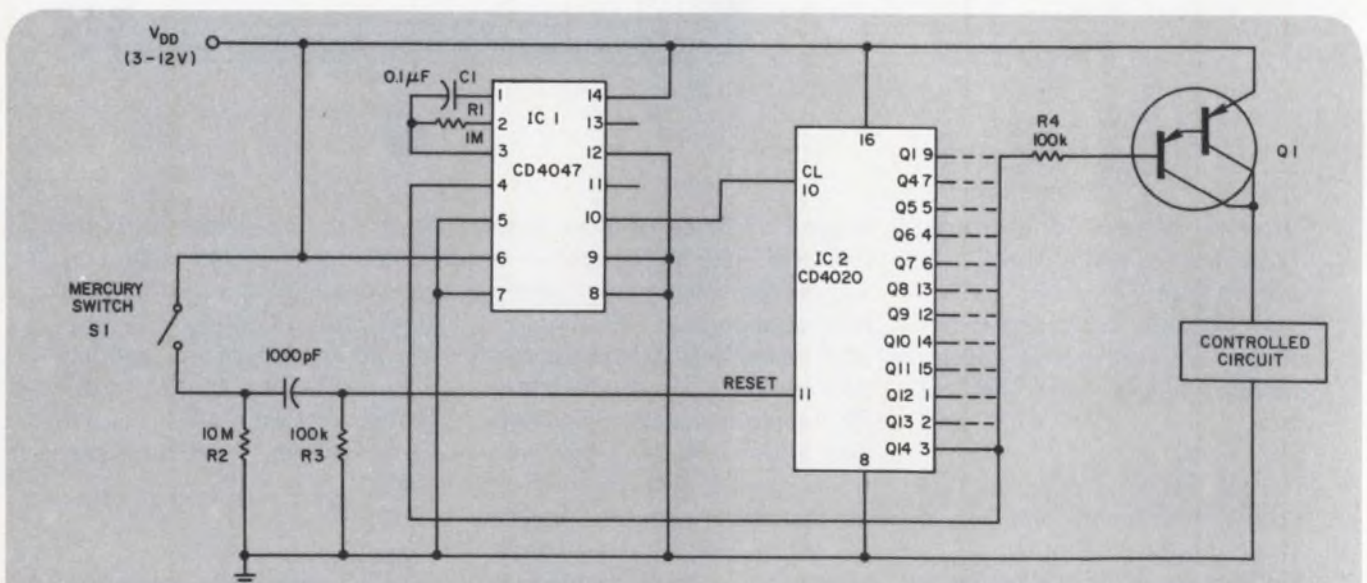 VDD
(3-12V)
0.1μF C1
R1
1M
1
2
3
4
5
6
7
IC 1
CD4047
14
13
12
11
10
9
8
MERCURY
SWITCH
S1
1000pF
10M
R2
100k
R3
RESET
16
CL
10
IC 2
CD4020
11
8
Q1 9
Q4 7
Q5 5
Q6 4
Q7 6
Q8 13
Q9 12
Q10 14
Q11 15
Q12 1
Q13 2
Q14 3
R4
100k
Q1
CONTROLLED
CIRCUIT